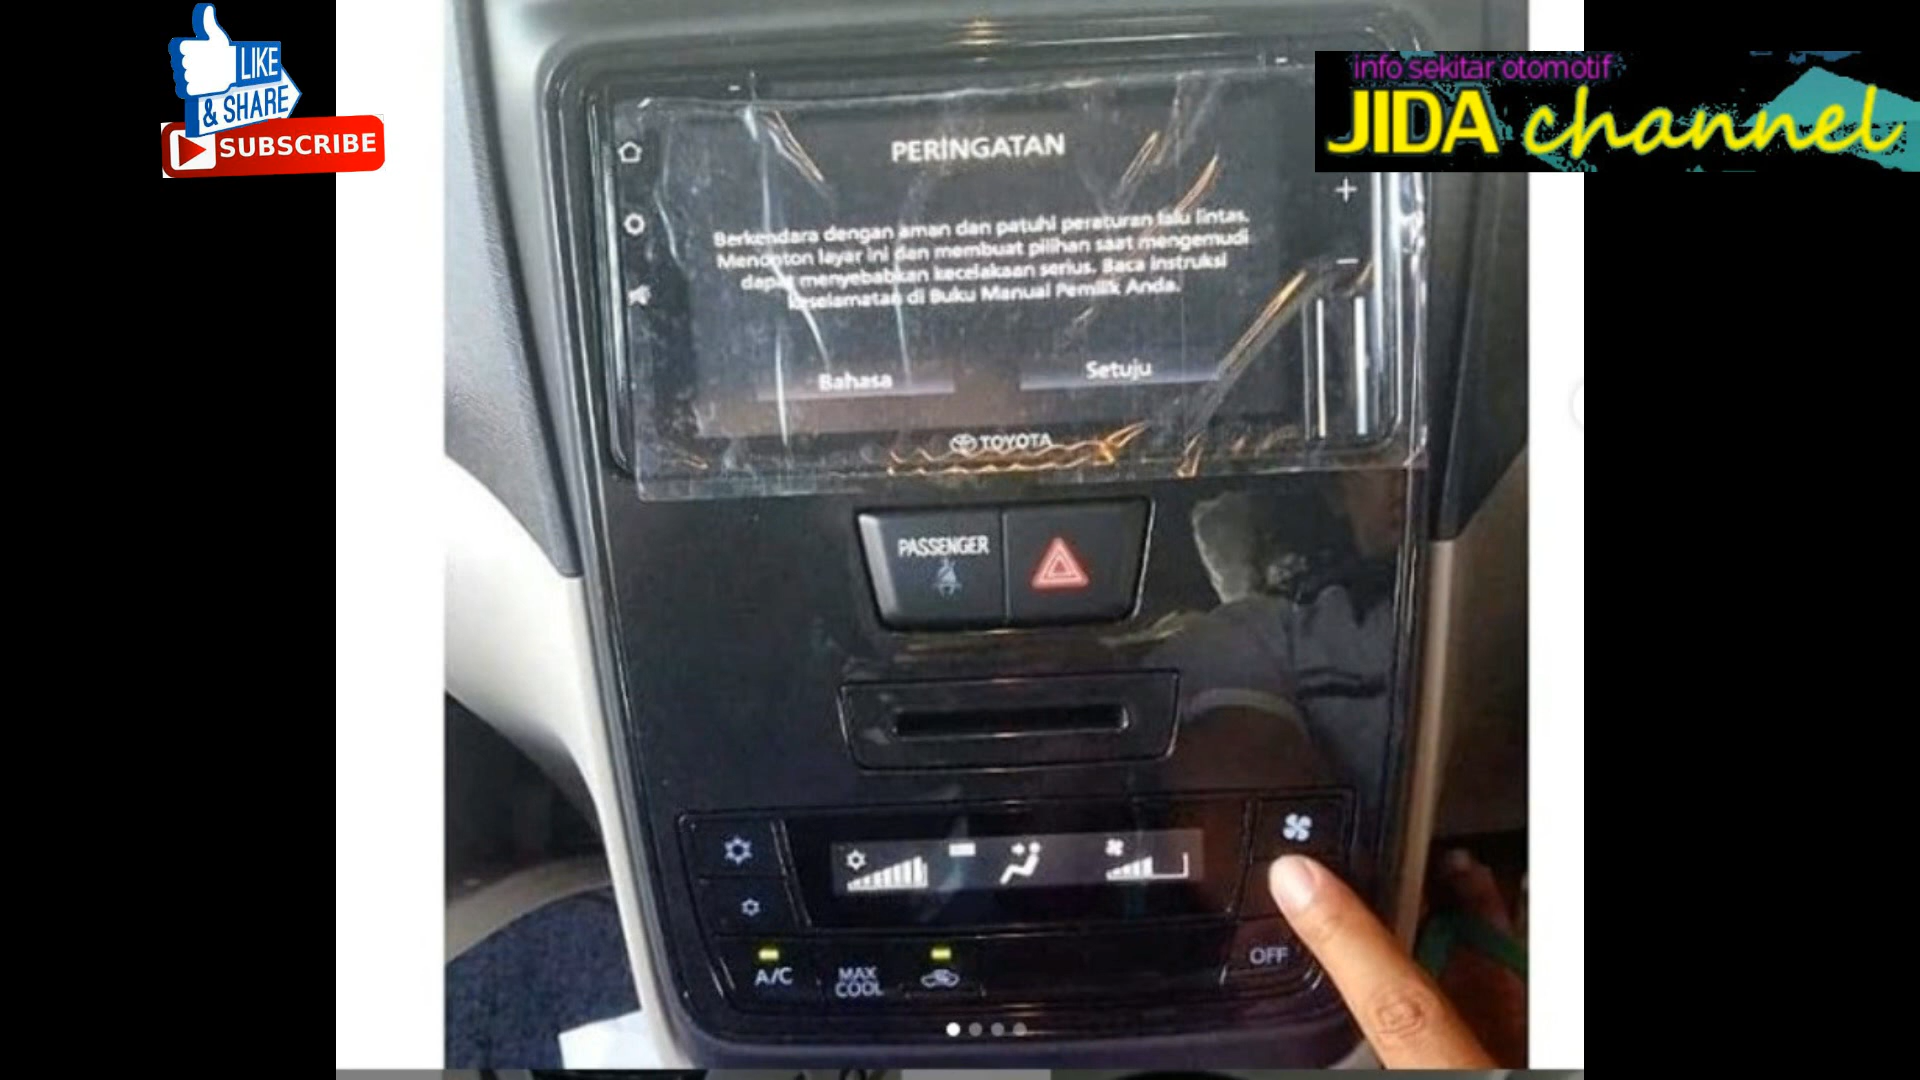 LIKE
& SHARE
SUBSCRIBE
info sekitar otomotif
JIDA channel
PERINGATAN
Berkendara dengan aman dan patuhi peraturan lalu lintas.
Menonton layar ini dan membuat pilihan saat mengemudi
dapat menyebabkan kecelakaan serius. Baca instruksi
keselamatan di Buku Manual Pemilik Anda.
Bahasa
Setuju
TOYOTA
PASSENGER
A/C
MAX
COOL
OFF